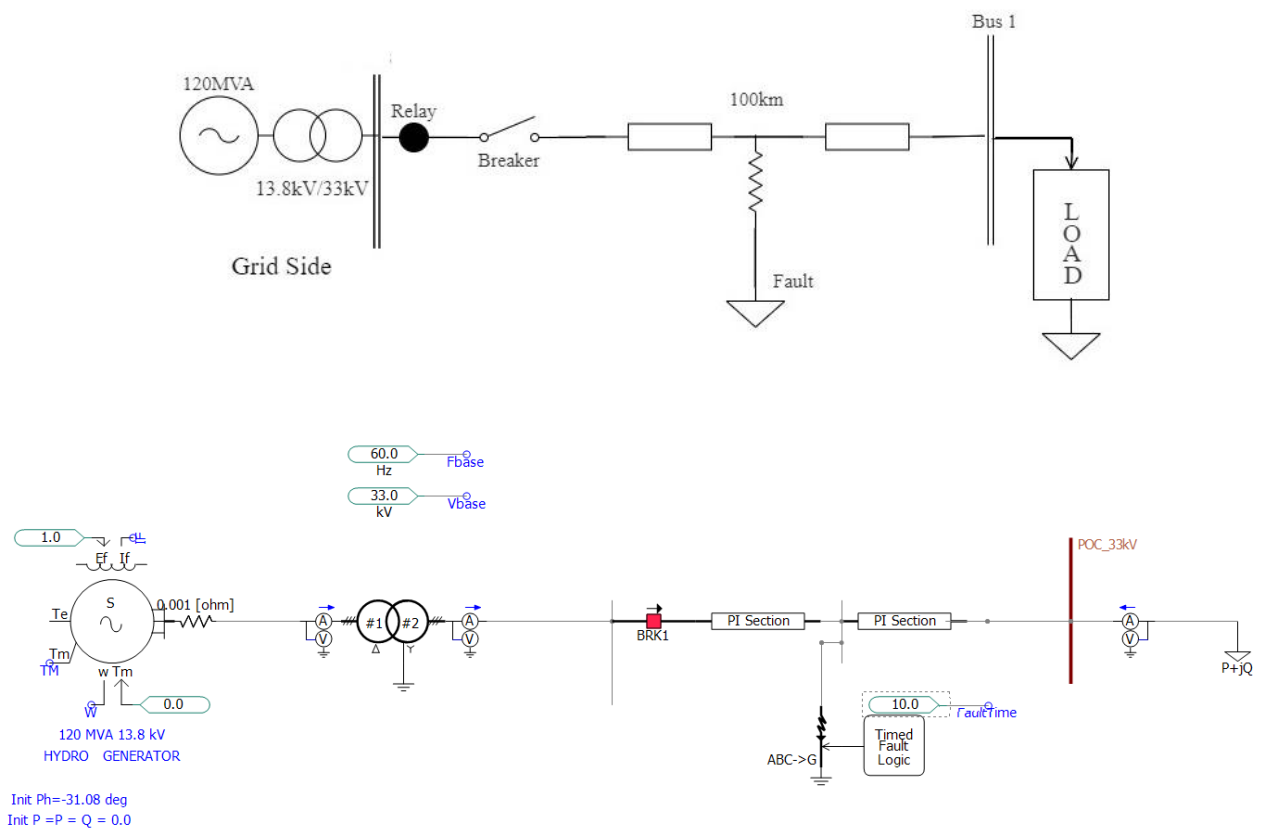 Bus 1
120MVA
Relay
100km
Breaker
13.8kV/33kV
LOAD
Grid Side
Fault
60.0
Hz
Fbase
33.0
kV
Vbase
1.0
IF
Ef If
POC_33kV
S
0.001 [ohm]
Te
A
V
#1 #2
A
V
BRK1
PI Section
PI Section
A
V
Tm
TM
w Tm
W
0.0
P+jQ
10.0
FaultTime
Timed
Fault
Logic
ABC->G
120 MVA 13.8 kV
HYDRO GENERATOR
Init Ph=-31.08 deg
Init P =P = Q = 0.0